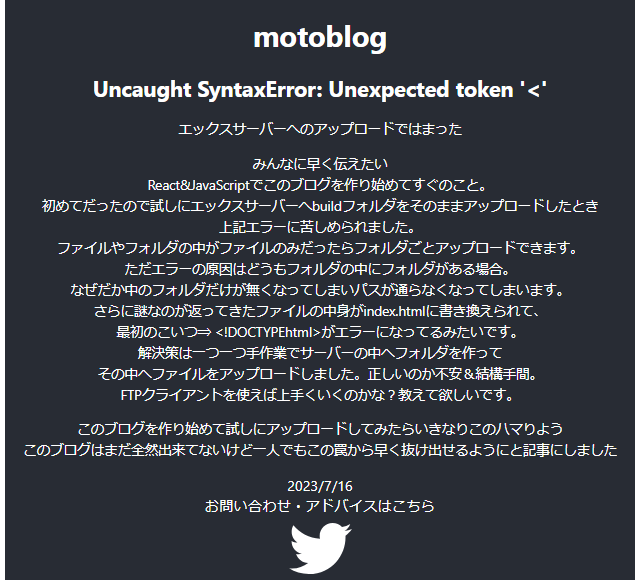 motoblog
Uncaught SyntaxError: Unexpected token '<'
エックスサーバーへのアップロードではまった
みんなに早く伝えたい
React&JavaScriptでこのブログを作り始めてすぐのこと。
初めてだったので試しにエックスサーバーへbuildフォルダをそのままアップロードしたとき
上記エラーに苦しめられました。
ファイルやフォルダの中がファイルのみだったらフォルダごとアップロードできます。
ただエラーの原因はどうもフォルダの中にフォルダがある場合。
なぜだか中のフォルダだけが無くなってしまいパスが通らなくなってしまいます。
さらに謎なのが返ってきたファイルの中身がindex.htmlに書き換えられて、
最初のこいつ⇒ <!DOCTYPEhtml>がエラーになってるみたいです。
解決策は一つ一つ手作業でサーバーの中へフォルダを作って
その中へファイルをアップロードしました。正しいのか不安＆結構手間。
FTPクライアントを使えば上手くいくのかな？教えて欲しいです。
このブログを作り始めて試しにアップロードしてみたらいきなりこのハマりよう
このブログはまだ全然出来てないけど一人でもこの罠から早く抜け出せるようにと記事にしました
2023/7/16
お問い合わせ・アドバイスはこちら